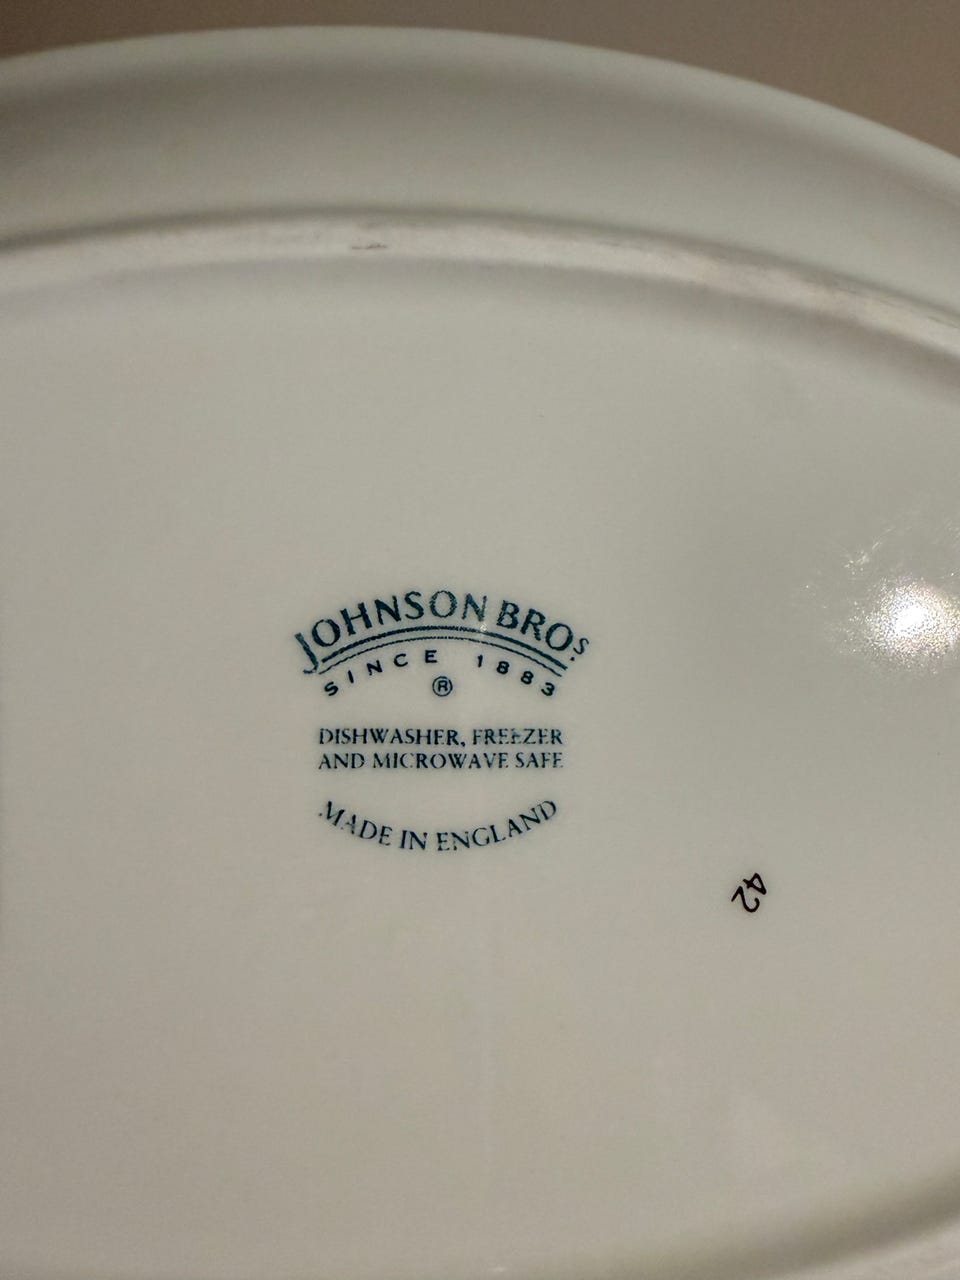 JOHNSON BROS
SINCE 1883
®
DISHWASHER, FREEZER
AND MICROWAVE SAFE
MADE IN ENGLAND
42